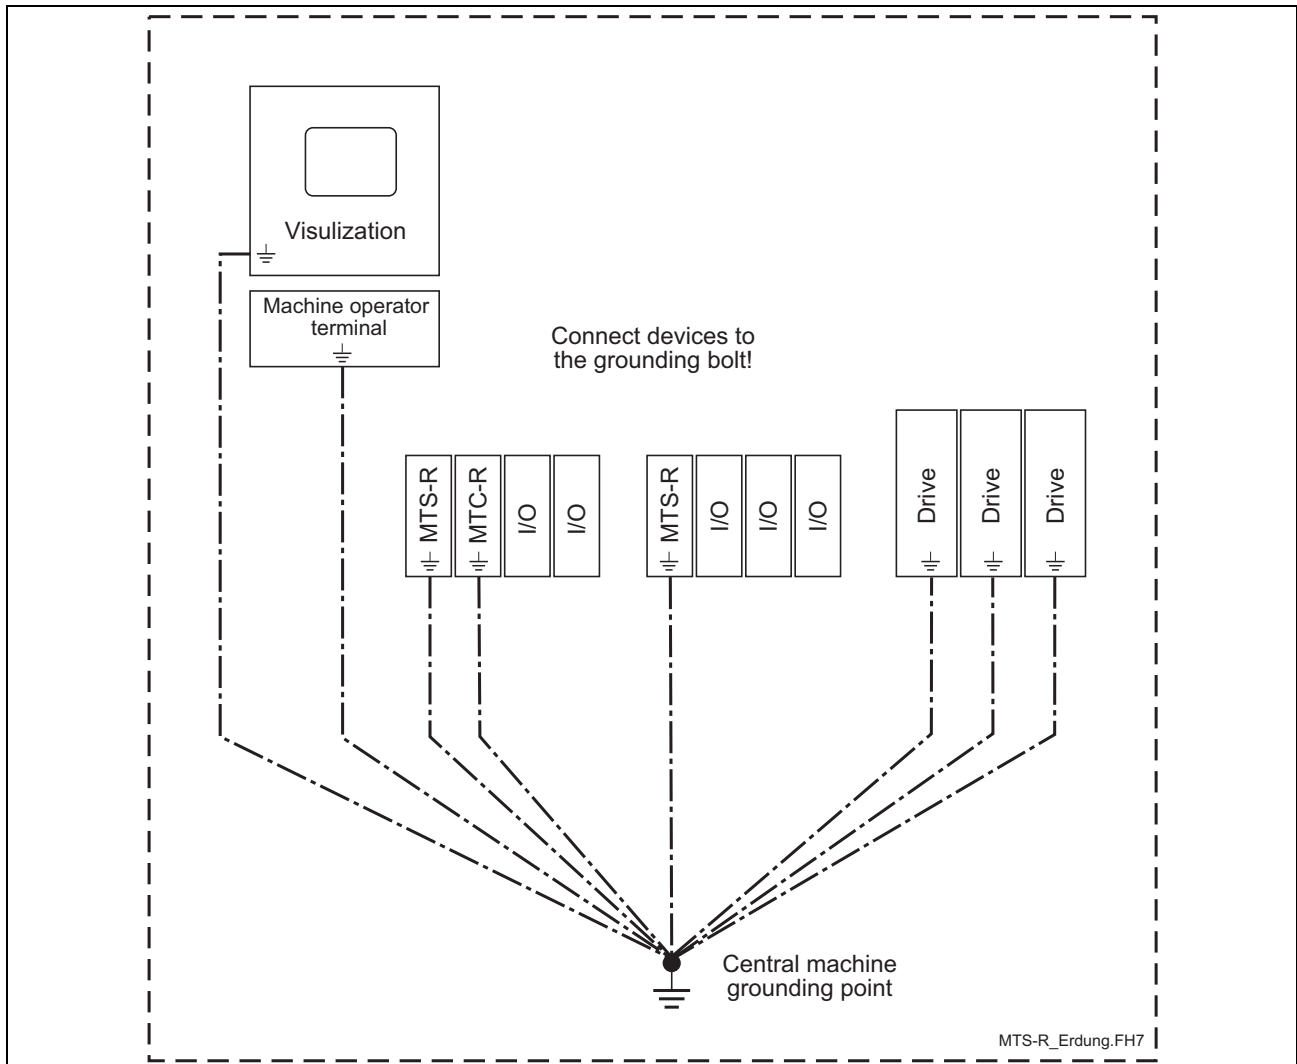 Visulization
Machine operator
terminal
Connect devices to
the grounding bolt!
MTS-R
MTC-R
I/O
I/O
MTS-R
I/O
I/O
I/O
Drive
Drive
Drive
Central machine
grounding point
MTS-R_Erdung.FH7